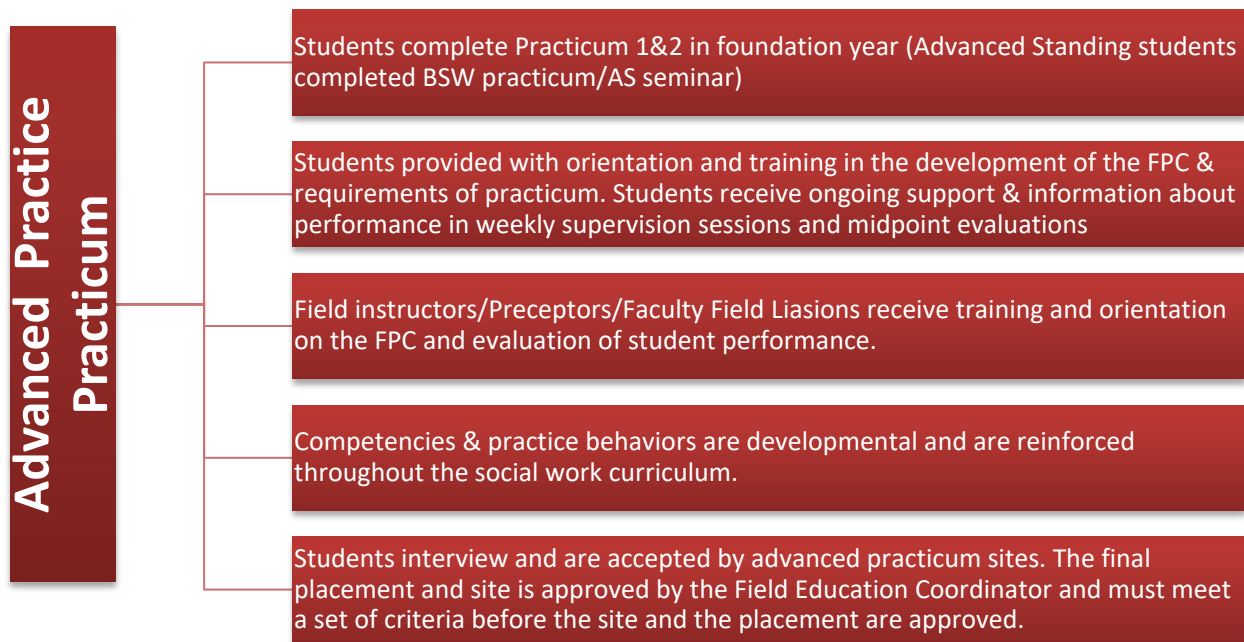 Advanced Practice
Practicum
Students complete Practicum 1&2 in foundation year (Advanced Standing students
completed BSW practicum/AS seminar)
Students provided with orientation and training in the development of the FPC &
requirements of practicum. Students receive ongoing support & information about
performance in weekly supervision sessions and midpoint evaluations
Field instructors/Preceptors/Faculty Field Liasions receive training and orientation
on the FPC and evaluation of student performance.
Competencies & practice behaviors are developmental and are reinforced
throughout the social work curriculum.
Students interview and are accepted by advanced practicum sites. The final
placement and site is approved by the Field Education Coordinator and must meet
a set of criteria before the site and the placement are approved.